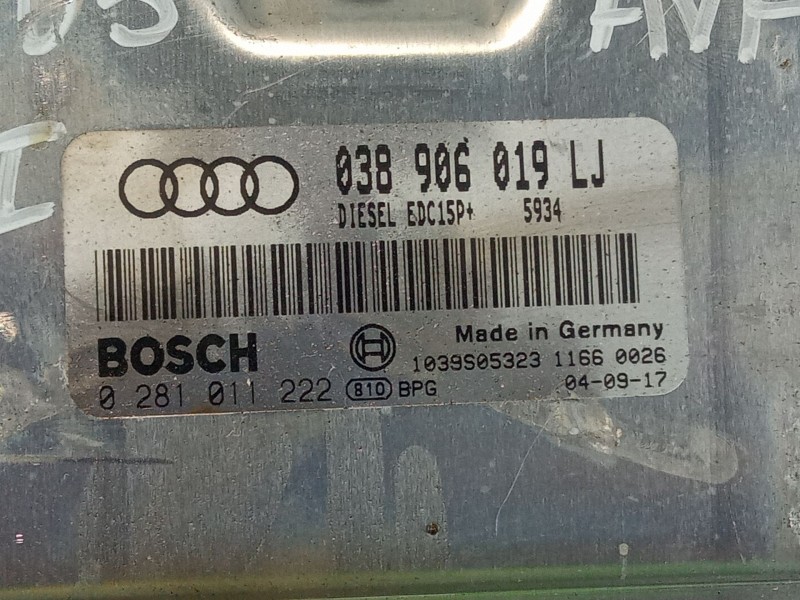 038 906 019 LJ
DIESEL EDC15P+ 5934
BOSCH
Made in Germany
1039S05323 1166 0026
0 281 011 222 810 BPG
04-09-17